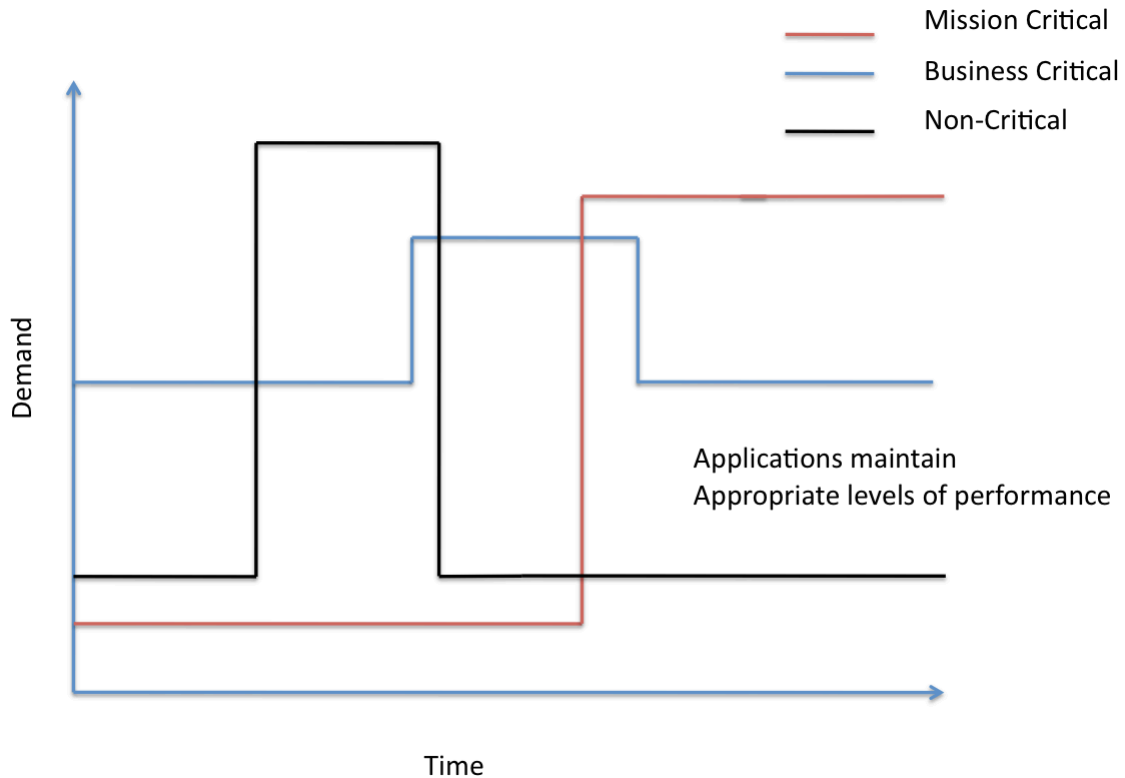 Mission Critical
Business Critical
Non-Critical
Demand
Applications maintain
Appropriate levels of performance
Time